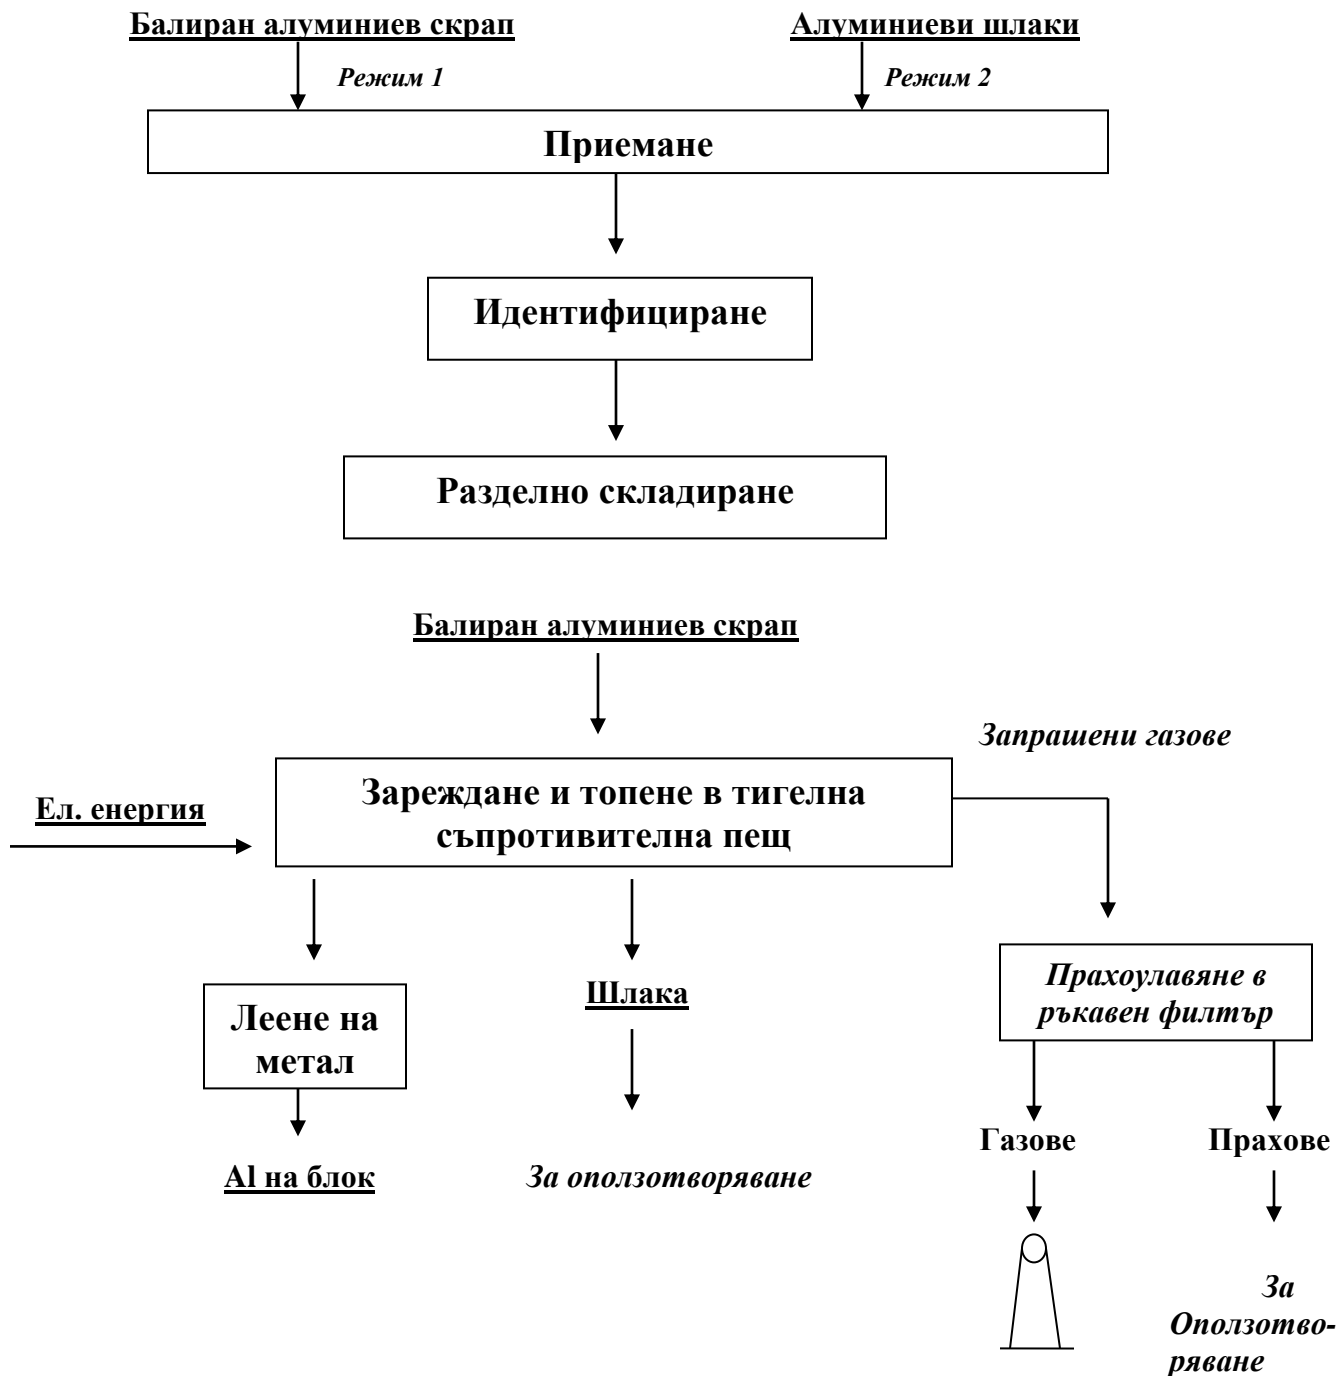 Балиран алуминиев скрап
Алуминиеви шлаки
Режим 1
Режим 2
Приемане
Идентифициране
Разделно складиране
Балиран алуминиев скрап
Запрашени газове
Зареждане и топене в тигелна
съпротивителна пещ
Ел. енергия
Прахоулавяне в
ръкавен филтър
Леене на
метал
Шлака
Газове
Прахове
Al на блок
За оползотворяване
За
Оползотво-
ряване